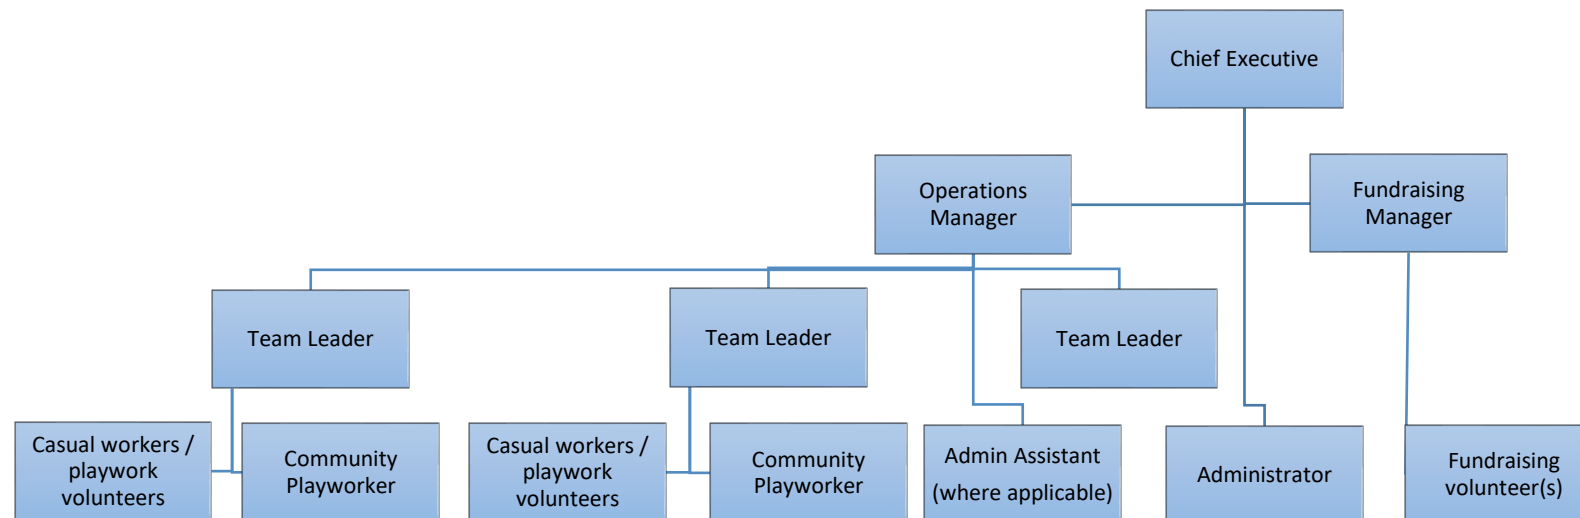 Chief Executive
Operations
Manager
Fundraising
Manager
Team Leader
Team Leader
Team Leader
Casual workers /
playwork
volunteers
Community
Playworker
Casual workers /
playwork
volunteers
Community
Playworker
Admin Assistant
(where applicable)
Administrator
Fundraising
volunteer(s)